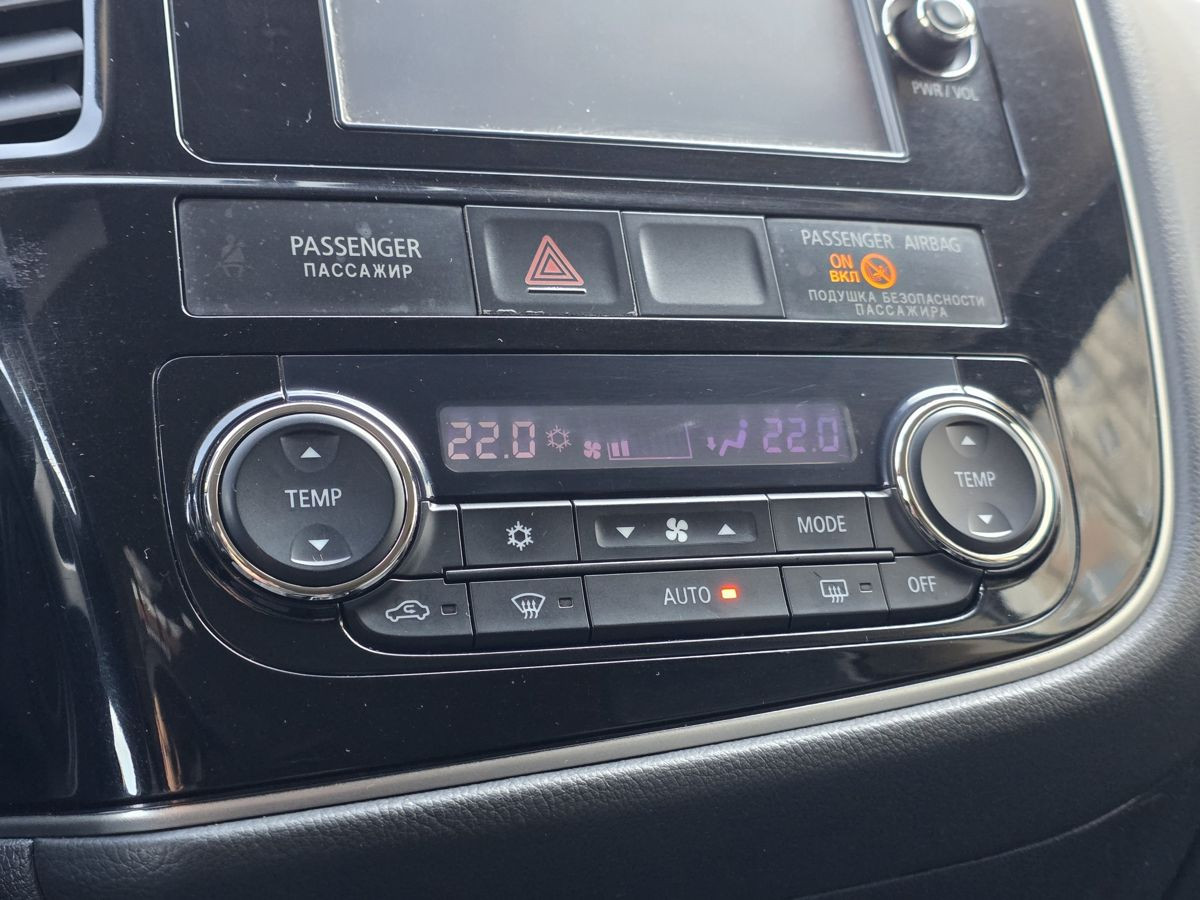 PWR / VOL
PASSENGER
ПАССАЖИР
PASSENGER AIRBAG
ON
ВКЛ
ПОДУШКА БЕЗОПАСНОСТИ
ПАССАЖИРА
22.0 22.0
TEMP
TEMP
MODE
AUTO
OFF